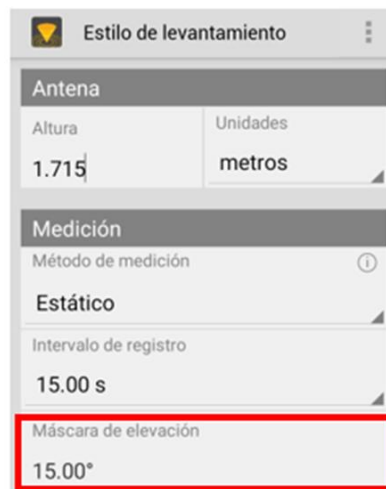 Estilo de levantamiento
Antena
Altura
Unidades
1.715
metros
Medición
Método de medición
Estático
Intervalo de registro
15.00 s
Máscara de elevación
15.00°